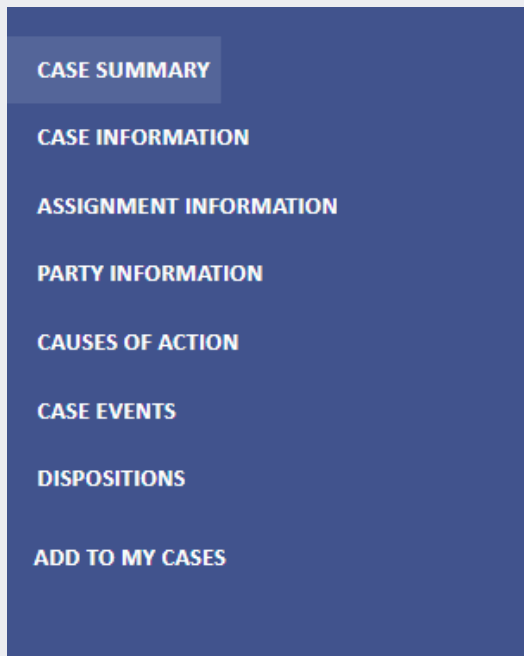 CASE SUMMARY
CASE INFORMATION
ASSIGNMENT INFORMATION
PARTY INFORMATION
CAUSES OF ACTION
CASE EVENTS
DISPOSITIONS
ADD TO MY CASES